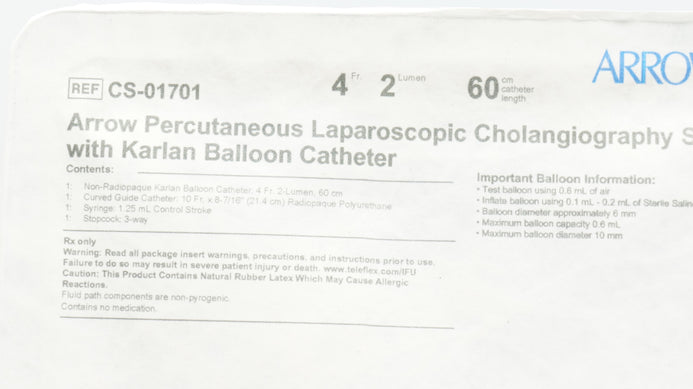 REF CS-01701 4 Fr. 2 Lumen 60 cm catheter length ARROW
Arrow Percutaneous Laparoscopic Cholangiography S
with Karlan Balloon Catheter
Contents:
1: Non-Radiopaque Karlan Balloon Catheter: 4 Fr. 2-Lumen, 60 cm
1: Curved Guide Catheter: 10 Fr. x 8-7/16" (21.4 cm) Radiopaque Polyurethane
1: Syringe: 1.25 mL Control Stroke
1: Stopcock: 3-way
Important Balloon Information:
• Test balloon using 0.6 mL of air
• Inflate balloon using 0.1 mL - 0.2 mL of Sterile Salin
• Balloon diameter approximately 6 mm
• Maximum balloon capacity 0.6 mL
• Maximum balloon diameter 10 mm
Rx only
Warning: Read all package insert warnings, precautions, and instructions prior to use.
Failure to do so may result in severe patient injury or death. www.teleflex.com/IFU
Caution: This Product Contains Natural Rubber Latex Which May Cause Allergic
Reactions.
Fluid path components are non-pyrogenic.
Contains no medication.